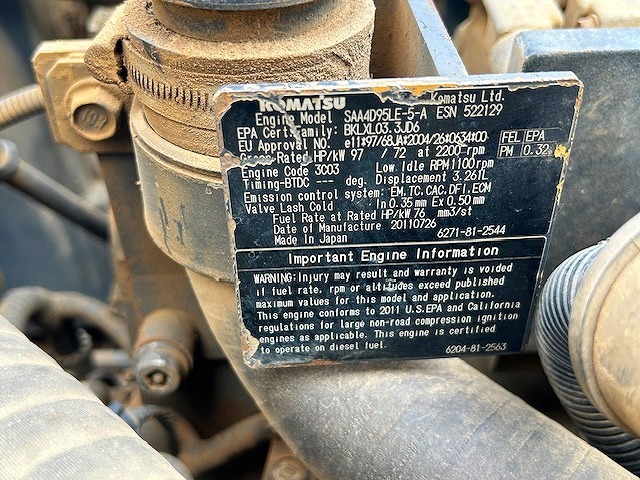 KOMATSU Komatsu Ltd.
Engine Model SAA4D95LE-5-A ESN 522129
EPA Cert.Family: BKLXL03.3JD6
EU Approval NO. e11*97/68JA*2004/26*0634*00
Gross Rated HP/kW 97 / 72 at 2200-rpm
FEL EPA
PM 0.32
Engine Code 3C03 Low Idle RPM 1100rpm
Timing-BTDC --- deg. Displacement 3.26lL
Emission control system: EM.TC.CAC.DFI.ECM
Valve Lash Cold In 0.35 mm Ex 0.50 mm
Fuel Rate at Rated HP/kW 76 mm3/st
Date of Manufacture 20110726
Made In Japan 6271-81-2544
Important Engine Information
WARNING:Injury may result and warranty is voided
if fuel rate, rpm or altitudes exceed published
maximum values for this model and application.
This engine conforms to 2011 U.S.EPA and California
regulations for large non-road compression ignition
engines as applicable. This engine is certified
to operate on diesel fuel.
6204-81-2563